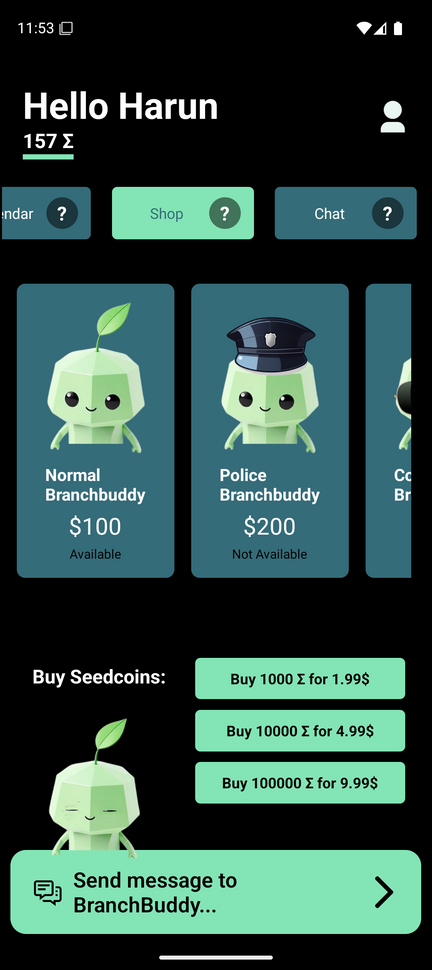 11:53
Hello Harun
157 Σ
endar ?
Shop ?
Chat ?
Normal
Branchbuddy
$100
Available
Police
Branchbuddy
$200
Not Available
Co
Br
Buy Seedcoins:
Buy 1000 Σ for 1.99$
Buy 10000 Σ for 4.99$
Buy 100000 Σ for 9.99$
Send message to
BranchBuddy...